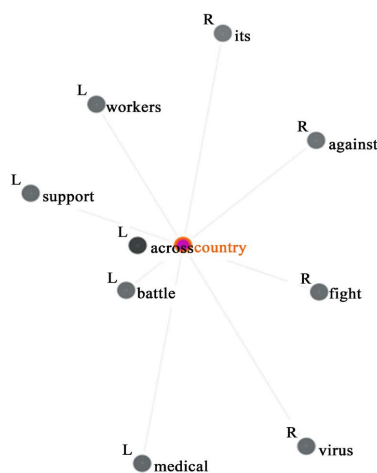 R
its
L
workers
R
against
L
support
L
across country
L
battle
R
fight
R
virus
L
medical